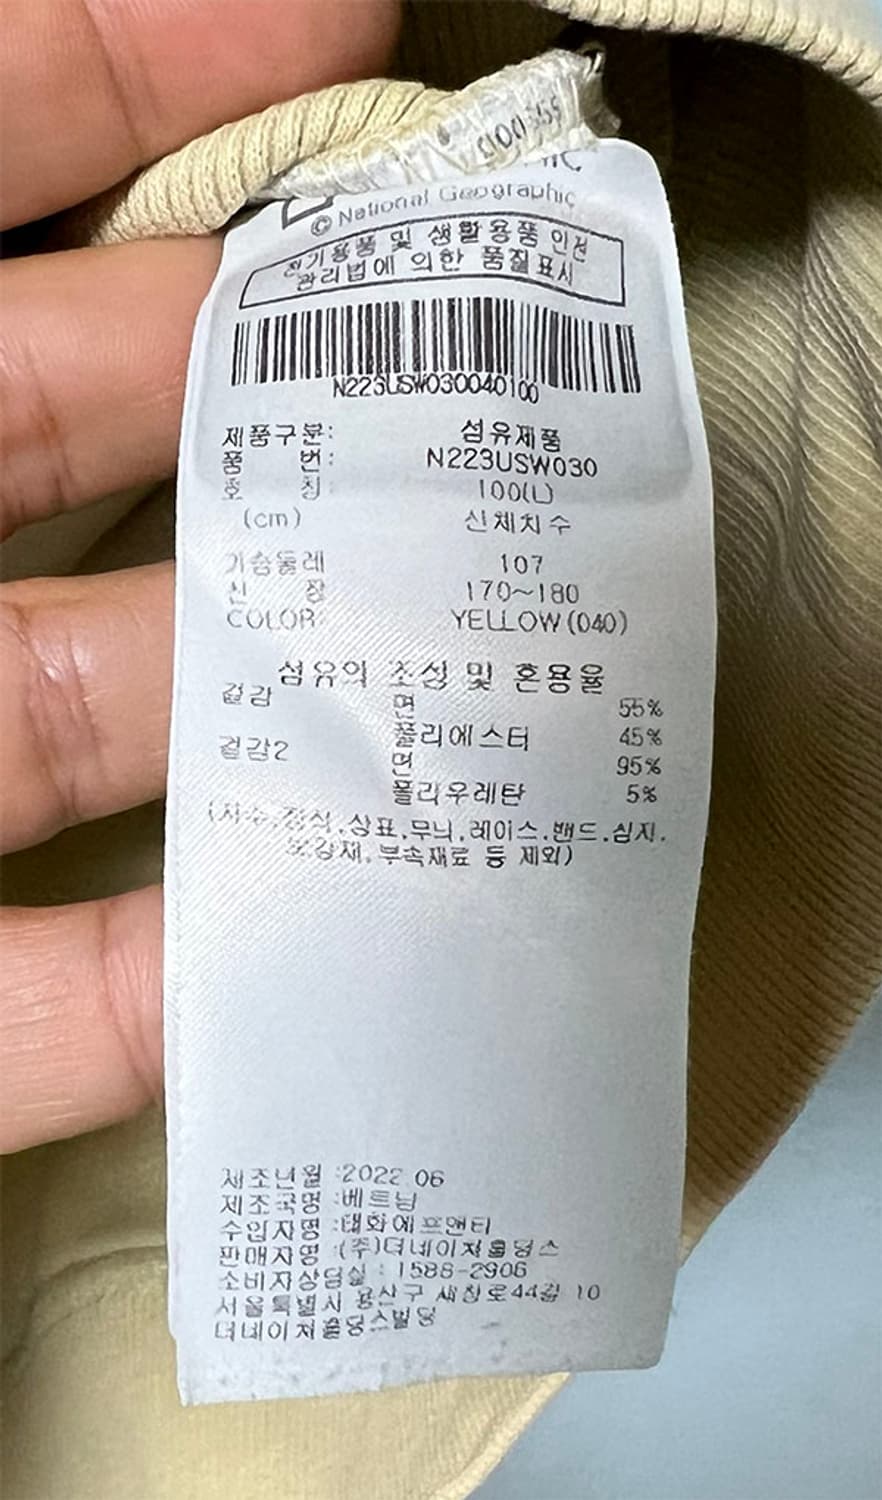 © National Geographic
전기용품 및 생활용품 안전
관리법에 의한 품질표시
N223USW030040100
제품구분: 섬유제품
품 번: N223USW030
호 칭 100(L)
(cm) 신체치수
가슴둘레 107
신 장 170~180
COLOR: YELLOW(040)
섬유의 조성 및 혼용율
겉감 면 55%
폴리에스터 45%
겉감2 면 95%
폴리우레탄 5%
(자수.장식.상표.무늬.레이스.밴드.심지.
보강재.부속재료 등 제외)
제조년월 :2022 06
제조국명 :베트남
수입자명 :태화에프앤티
판매자명 :(주)더네이쳐홀딩스
소비자상담실 : 1588-2906
서울특별시 용산구 새창로44길 10
더네이쳐홀딩스빌딩